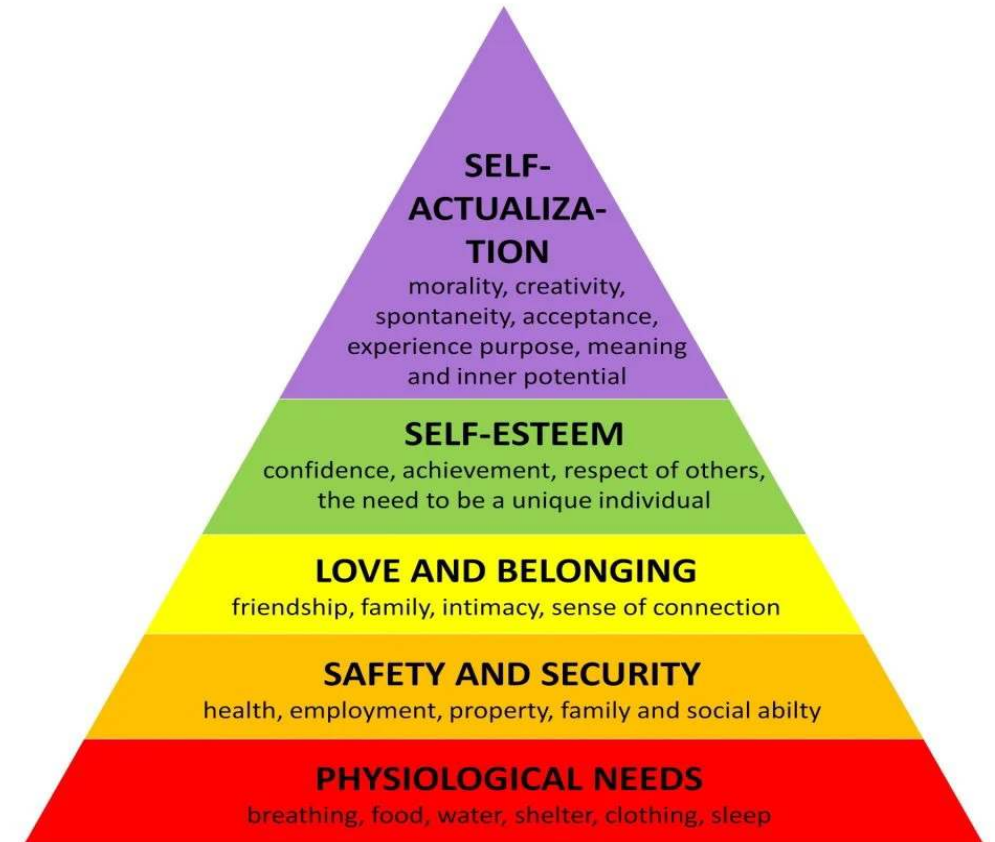 SELF-
ACTUALIZA-
TION
morality, creativity,
spontaneity, acceptance,
experience purpose, meaning
and inner potential
SELF-ESTEEM
confidence, achievement, respect of others,
the need to be a unique individual
LOVE AND BELONGING
friendship, family, intimacy, sense of connection
SAFETY AND SECURITY
health, employment, property, family and social abilty
PHYSIOLOGICAL NEEDS
breathing, food, water, shelter, clothing, sleep